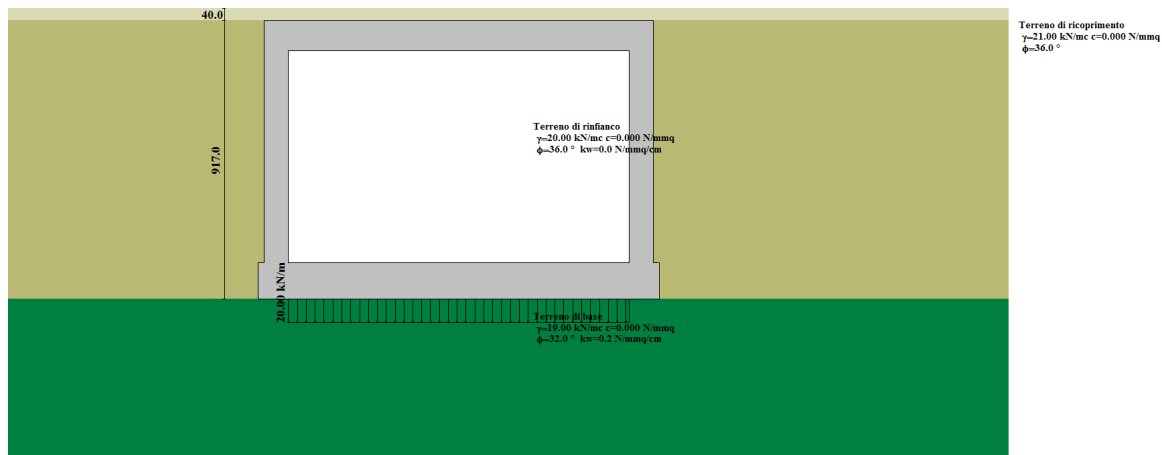 40.0
Terreno di ricoprimento
γ=21.00 kN/mc c=0.000 N/mmq
ϕ=36.0 °
Terreno di rinfianco
γ=20.00 kN/mc c=0.000 N/mmq
ϕ=36.0 ° kw=0.0 N/mmq/cm
917.0
20.00 kN/m
Terreno di base
γ=19.00 kN/mc c=0.000 N/mmq
ϕ=32.0 ° kw=0.2 N/mmq/cm